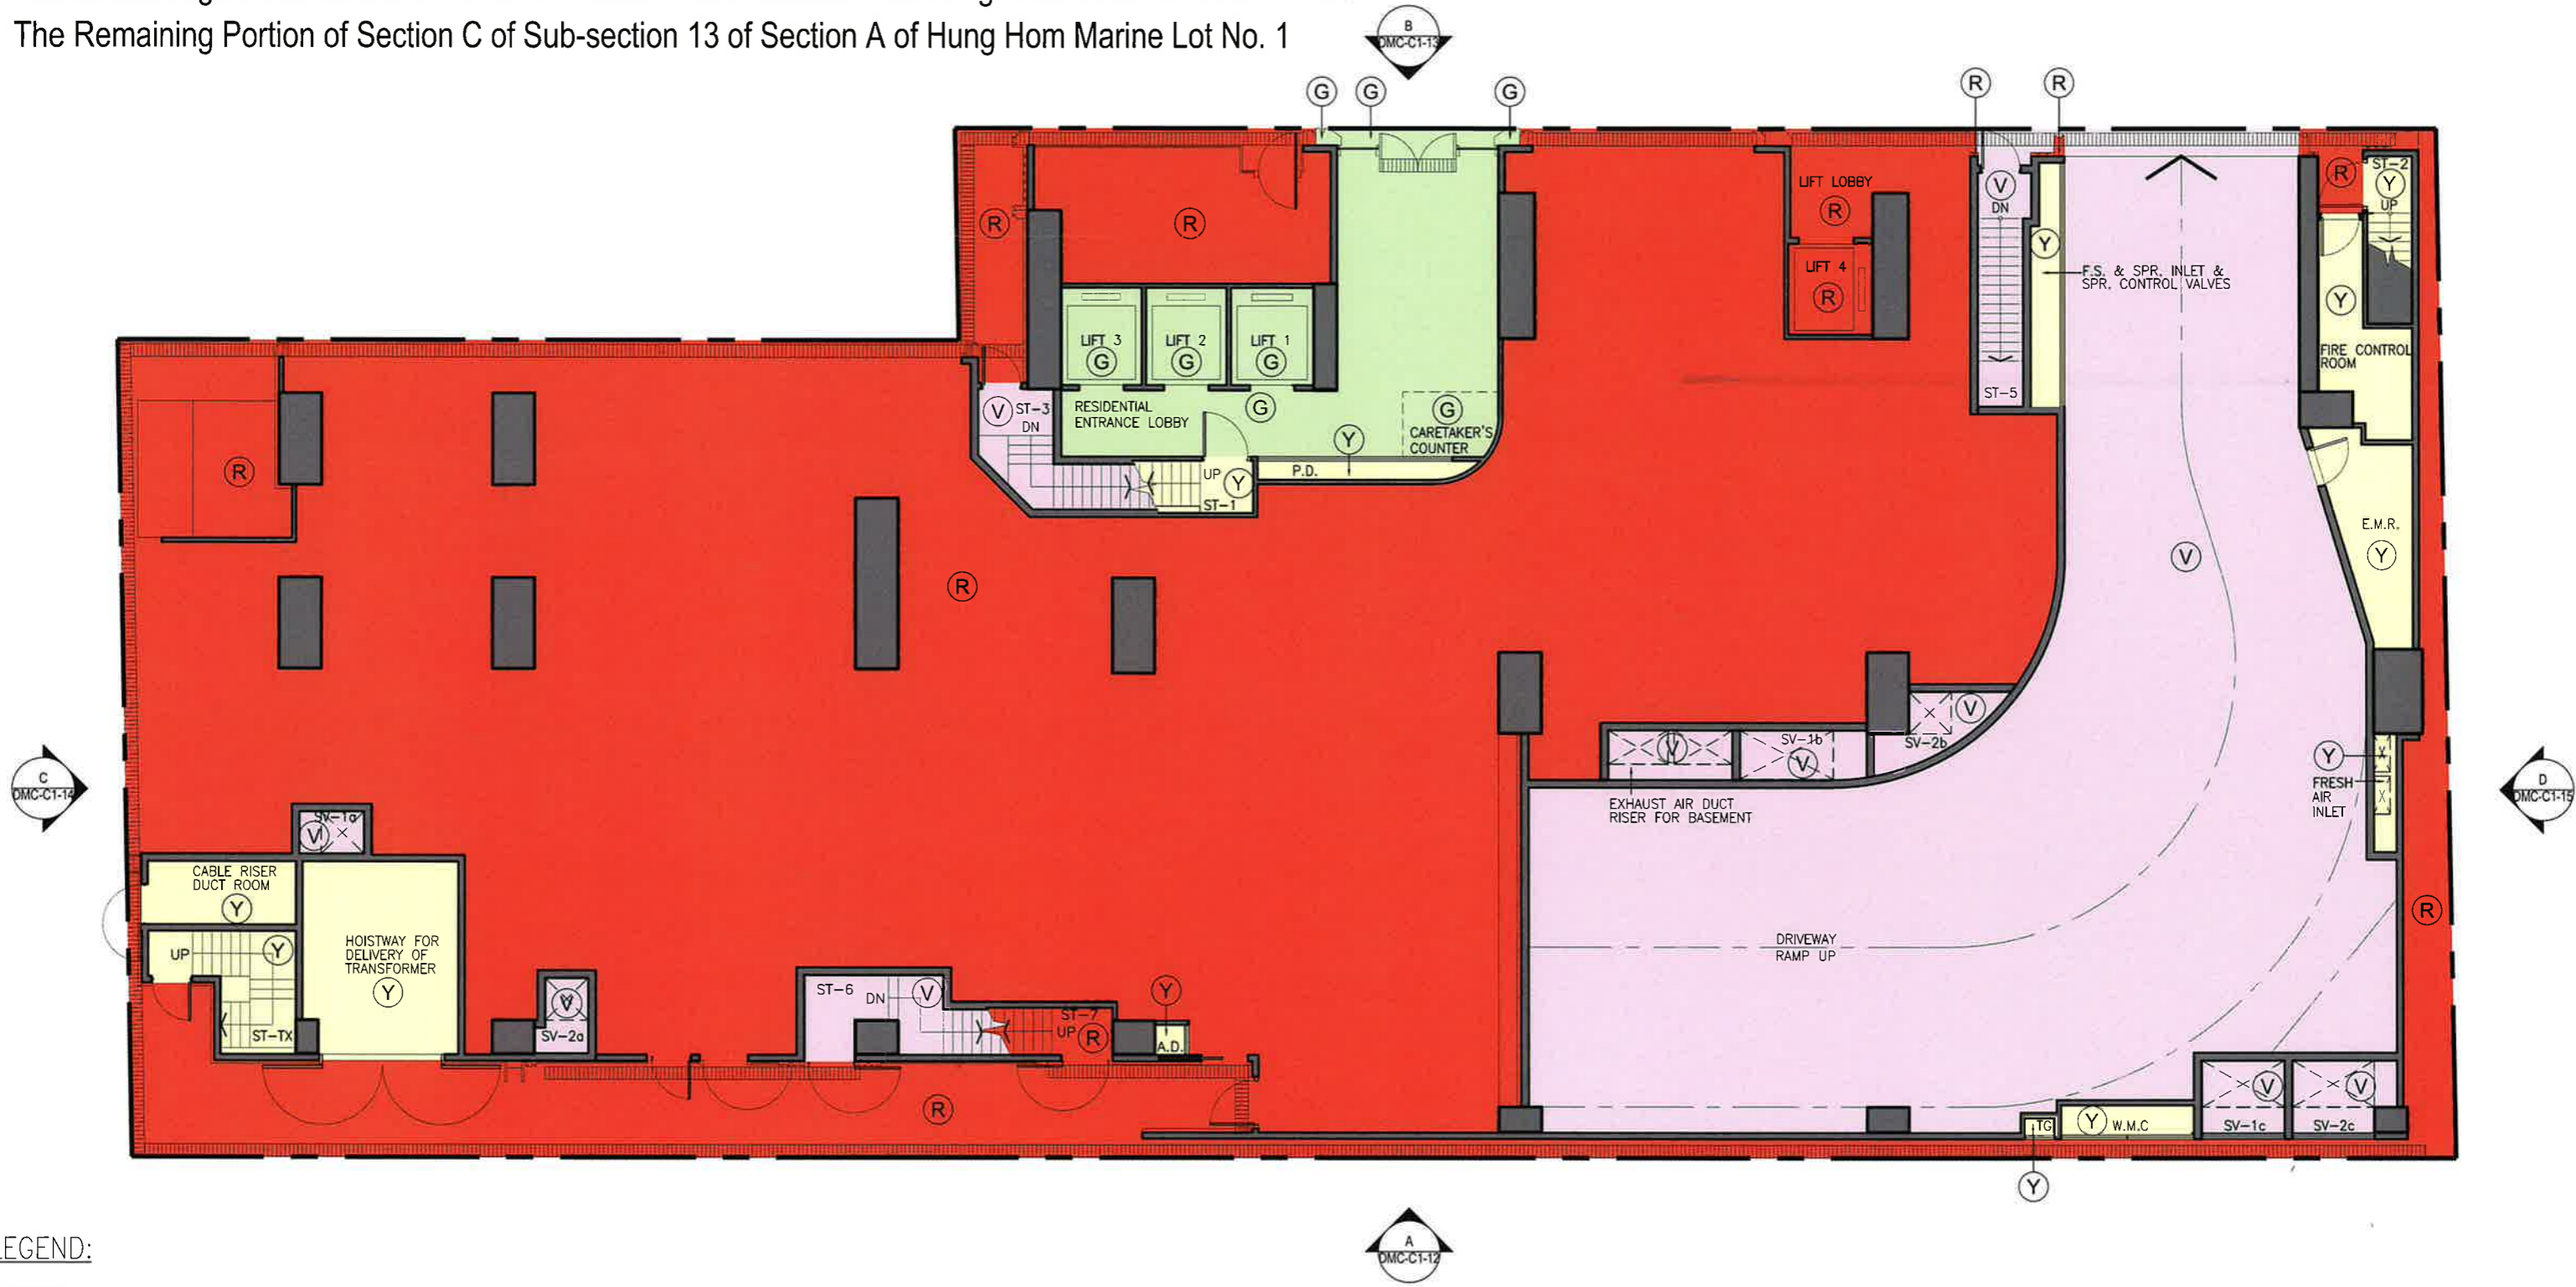 The Remaining Portion of Section C of Sub-section 13 of Section A of Hung Hom Marine Lot No. 1
B
DMC-C1-13
G
G
G
R
R
R
R
LIFT LOBBY
R
LIFT 4
R
V
DN
ST-5
Y
F.S. & SPR. INLET &
SPR. CONTROL VALVES
R
ST-2
Y
UP
Y
FIRE CONTROL
ROOM
LIFT 3
G
LIFT 2
G
LIFT 1
G
V
ST-3
DN
RESIDENTIAL
ENTRANCE LOBBY
G
G
CARETAKER'S
COUNTER
Y
P.D.
UP
Y
ST-1
R
R
V
E.M.R.
Y
V
SV-2b
V
SV-1b
V
EXHAUST AIR DUCT
RISER FOR BASEMENT
Y
FRESH
AIR
INLET
C
DMC-C1-14
D
DMC-C1-15
SV-1a
V
CABLE RISER
DUCT ROOM
Y
UP
Y
ST-TX
HOISTWAY FOR
DELIVERY OF
TRANSFORMER
Y
V
SV-2a
ST-6
DN
V
ST-7
UP
R
Y
A.D.
DRIVEWAY
RAMP UP
R
R
TG
Y
Y
W.M.C
V
SV-1c
V
SV-2c
A
DMC-C1-12
LEGEND: